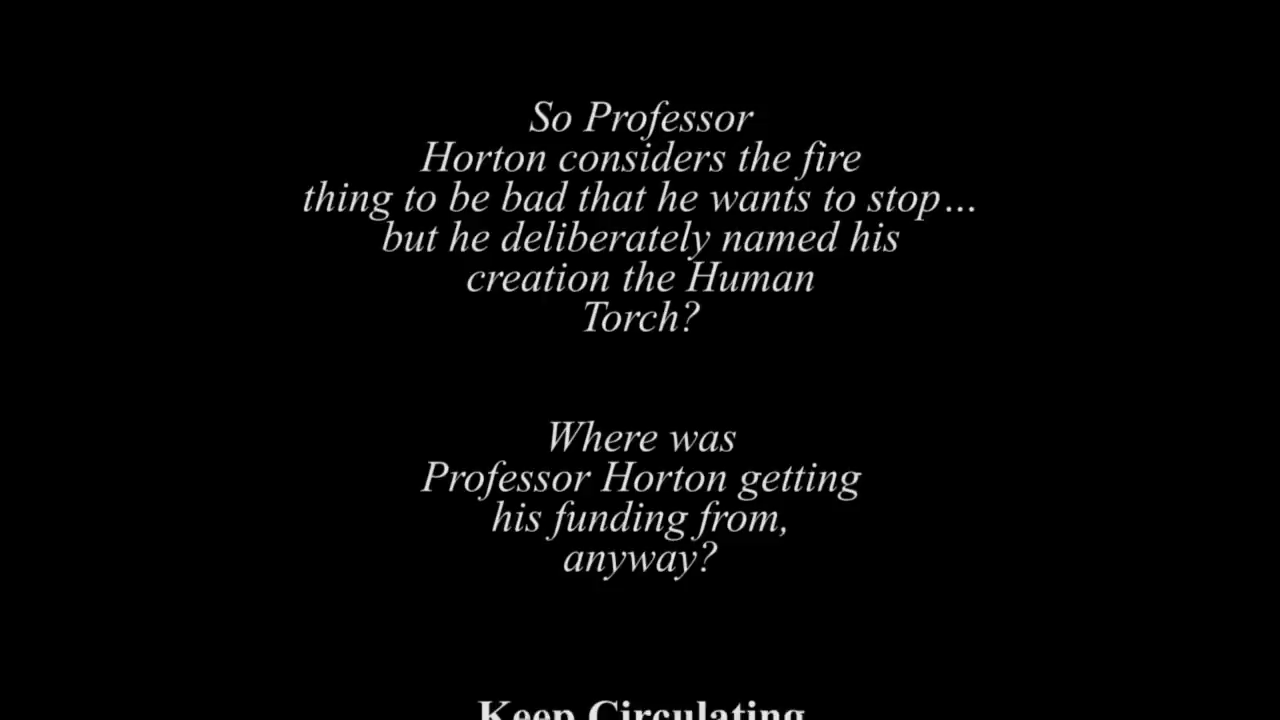 So Professor
Horton considers the fire
thing to be bad that he wants to stop…
but he deliberately named his
creation the Human
Torch?
Where was
Professor Horton getting
his funding from,
anyway?
Keep Circulating